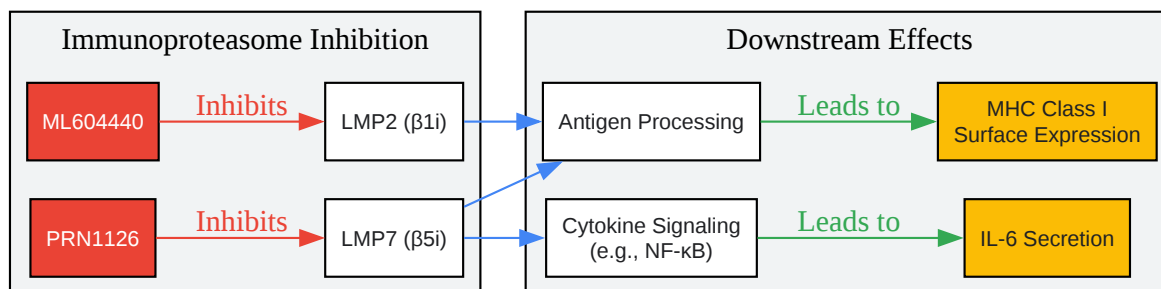 Immunoproteasome Inhibition
ML604440
Inhibits
LMP2 (β1i)
PRN1126
Inhibits
LMP7 (β5i)
Downstream Effects
Antigen Processing
Leads to
MHC Class I
Surface Expression
Cytokine Signaling
(e.g., NF-κB)
Leads to
IL-6 Secretion